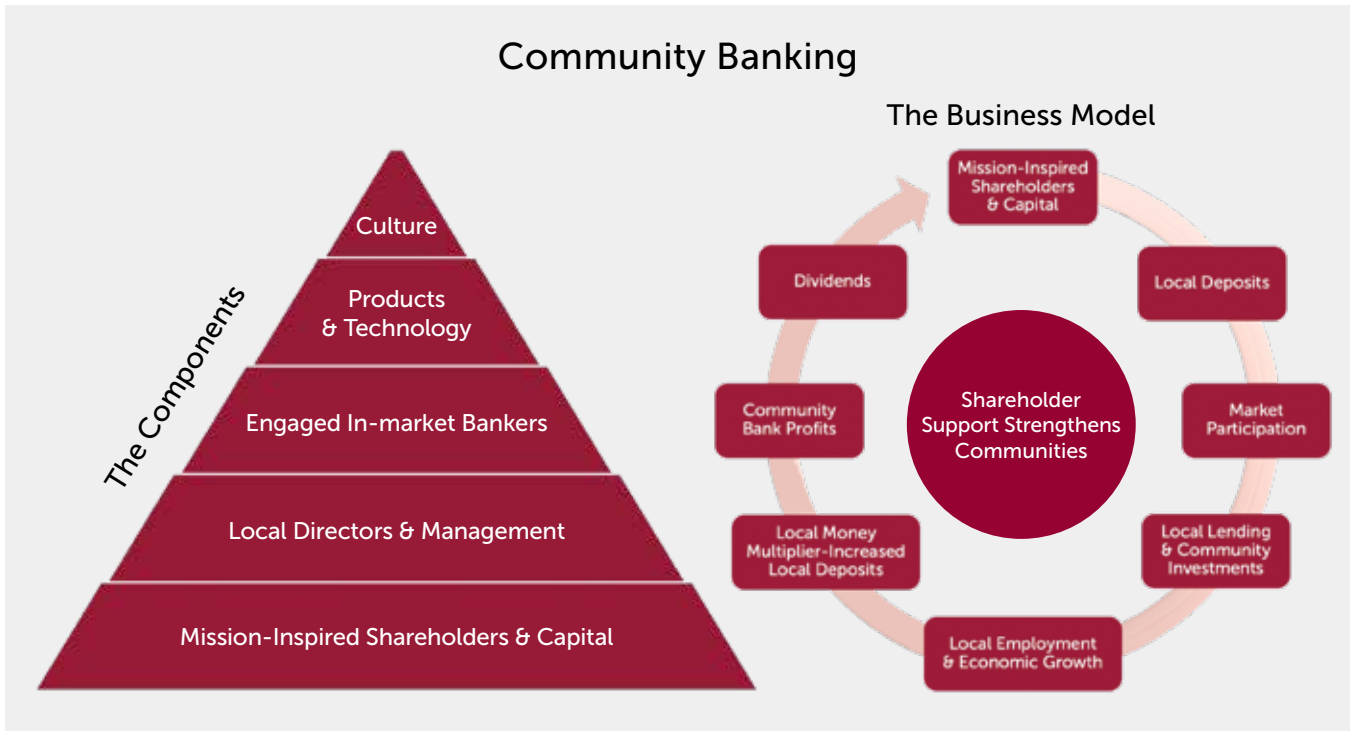 Community Banking
The Components
Culture
Products
& Technology
Engaged In-market Bankers
Local Directors & Management
Mission-Inspired Shareholders & Capital
The Business Model
Mission-Inspired
Shareholders
& Capital
Local Deposits
Market
Participation
Local Lending
& Community
Investments
Local Employment
& Economic Growth
Local Money
Multiplier-Increased
Local Deposits
Community
Bank Profits
Dividends
Shareholder
Support Strengthens
Communities